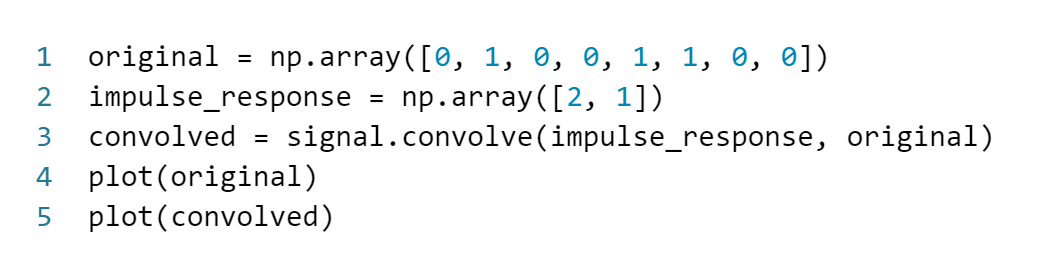 1 original = np.array([0, 1, 0, 0, 1, 1, 0, 0])
2 impulse_response = np.array([2, 1])
3 convolved = signal.convolve(impulse_response, original)
4 plot(original)
5 plot(convolved)